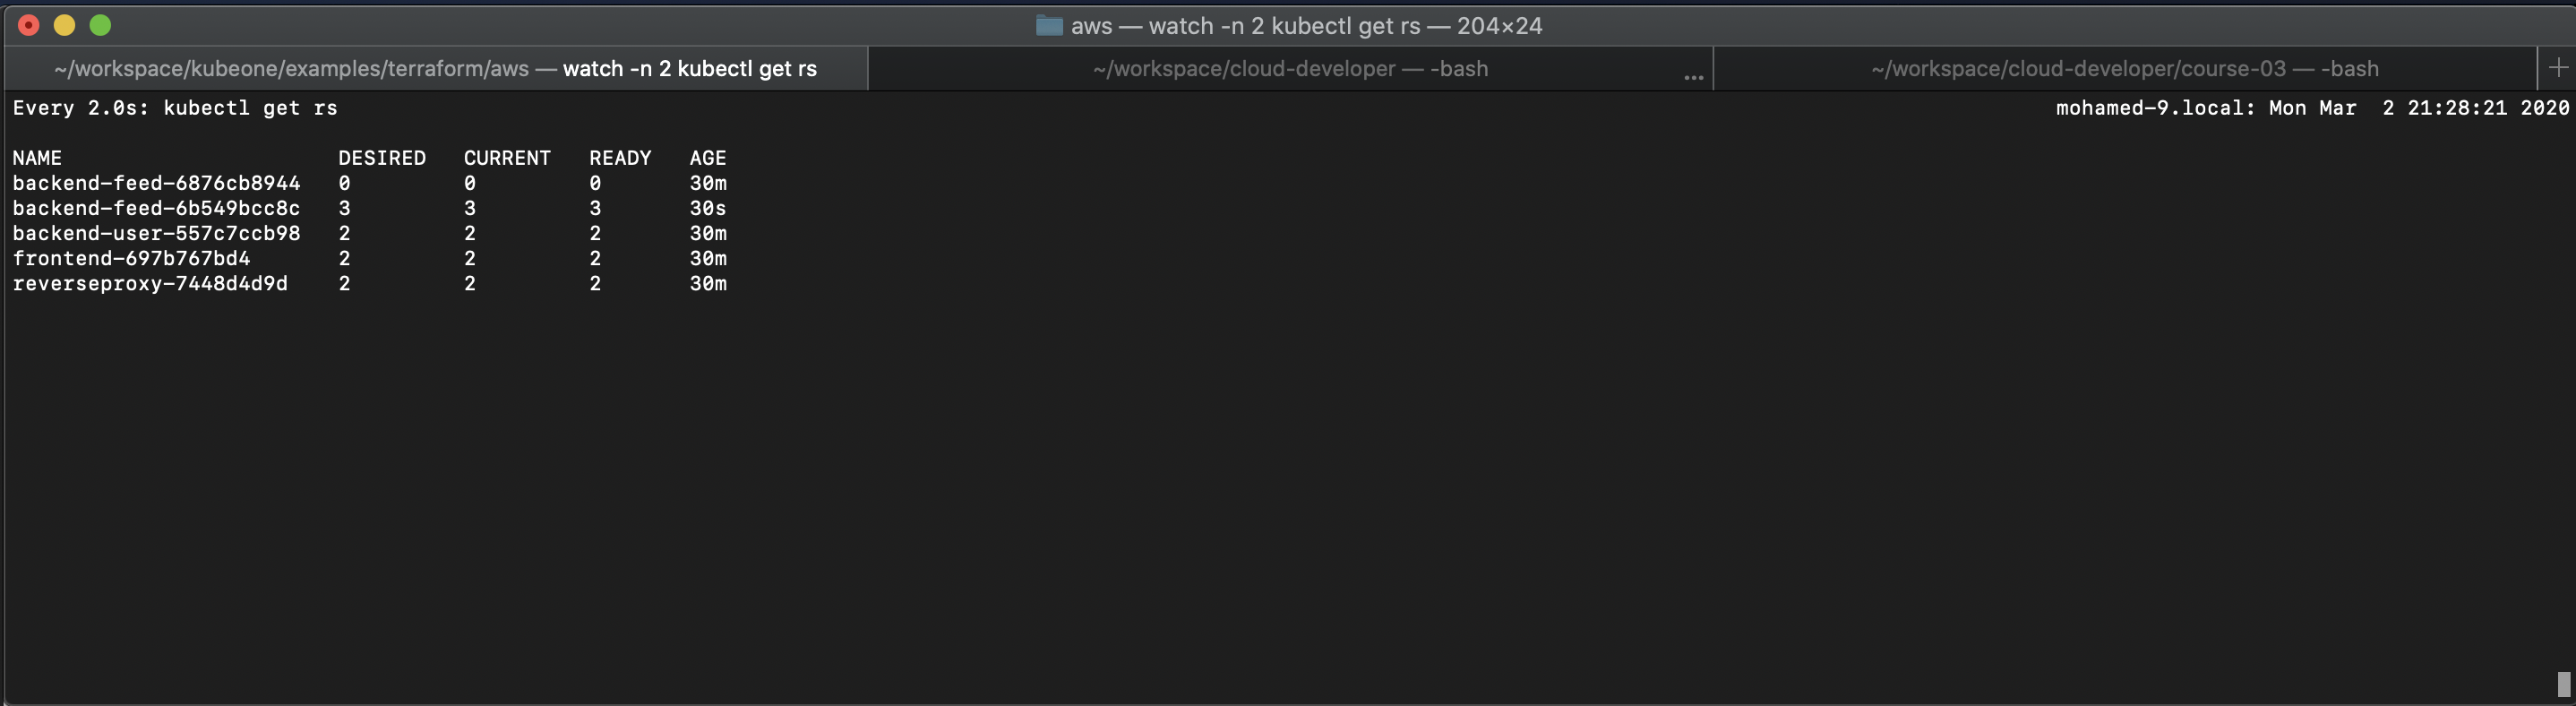 aws — watch -n 2 kubectl get rs — 204×24
~/workspace/kubeone/examples/terraform/aws — watch -n 2 kubectl get rs
~/workspace/cloud-developer — -bash ...
~/workspace/cloud-developer/course-03 — -bash
Every 2.0s: kubectl get rs
mohamed-9.local: Mon Mar  2 21:28:21 2020
NAME DESIRED CURRENT READY AGE
backend-feed-6876cb8944 0 0 0 30m
backend-feed-6b549bcc8c 3 3 3 30s
backend-user-557c7ccb98 2 2 2 30m
frontend-697b767bd4 2 2 2 30m
reverseproxy-7448d4d9d 2 2 2 30m